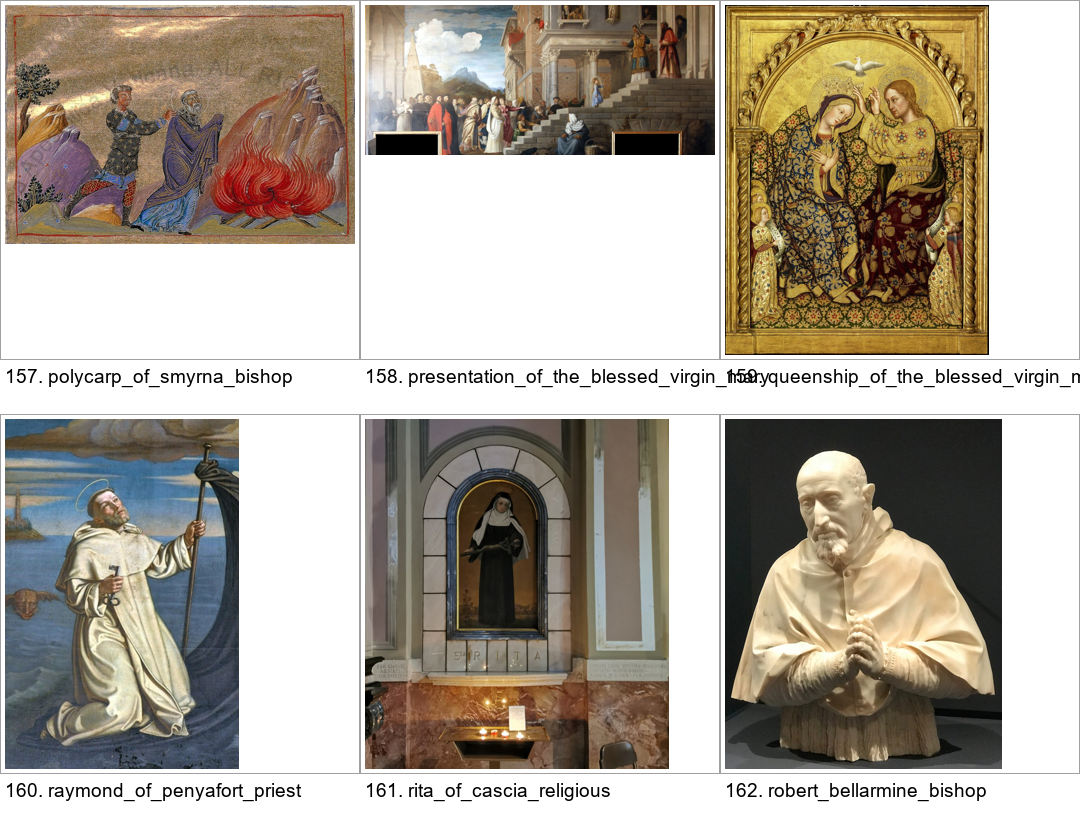 157. polycarp_of_smyrna_bishop
158. presentation_of_the_blessed_virgin_mary
159. queenship_of_the_blessed_virgin_m
S RITA
160. raymond_of_penyafort_priest
161. rita_of_cascia_religious
162. robert_bellarmine_bishop